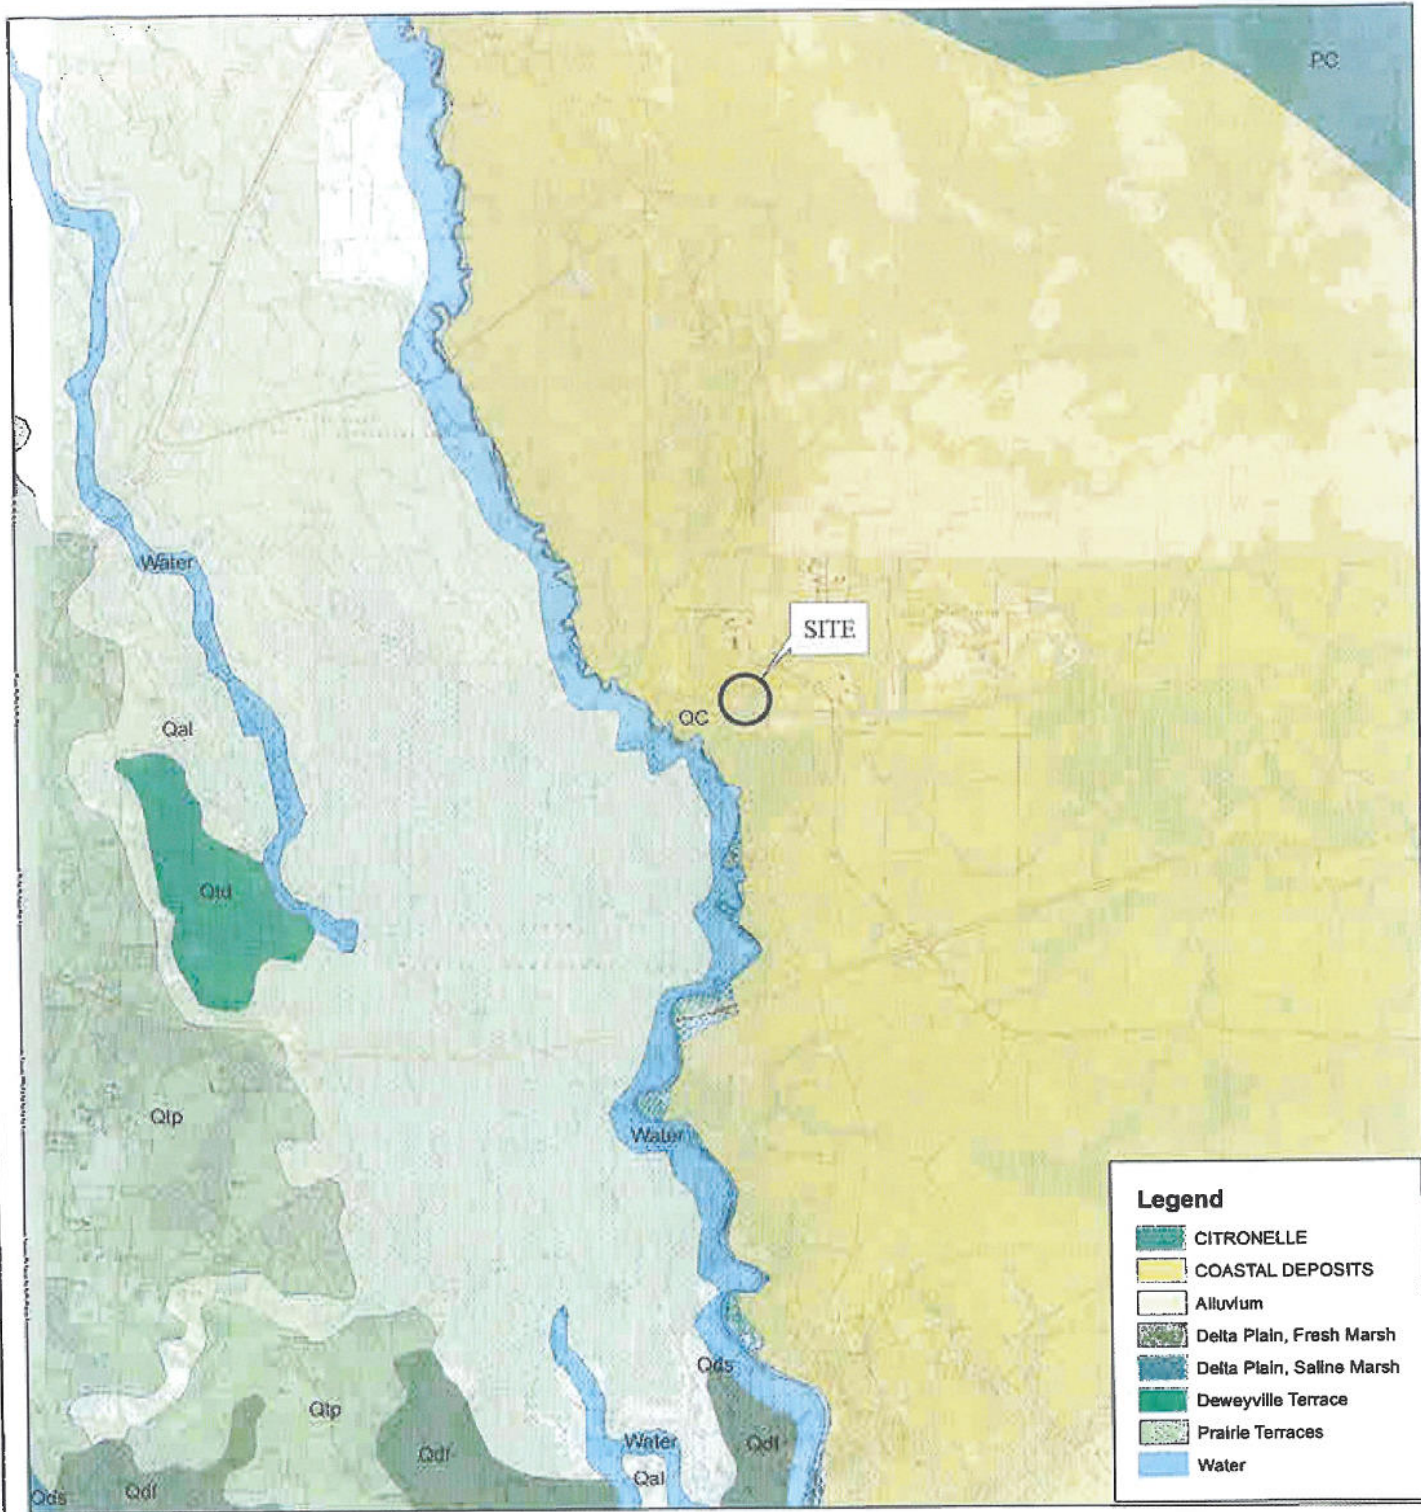 PC
Water
SITE
QC
Qal
Qtd
Qtp
Water
Qds
Qtp
Water
Qdf
Qdf
Qal
Qds
Qdf
Legend
CITRONELLE
COASTAL DEPOSITS
Alluvium
Delta Plain, Fresh Marsh
Delta Plain, Saline Marsh
Deweyville Terrace
Prairie Terraces
Water